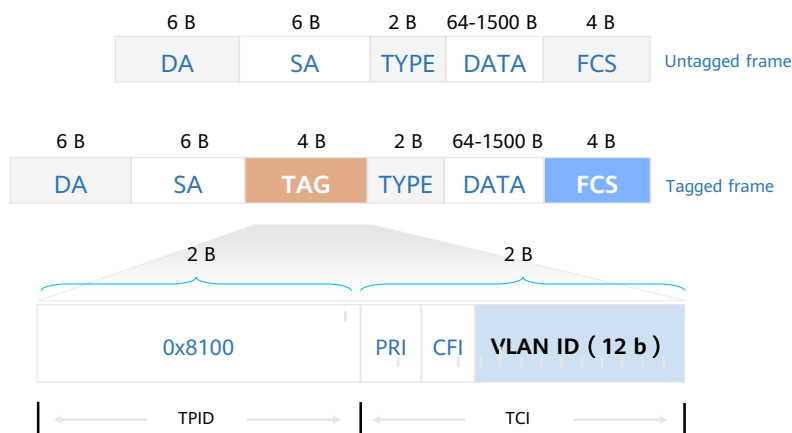 6 B 6 B 2 B 64-1500 B 4 B
DA SA TYPE DATA FCS Untagged frame
6 B 6 B 4 B 2 B 64-1500 B 4 B
DA SA TAG TYPE DATA FCS Tagged frame
2 B 2 B
0x8100 PRI CFI VLAN ID ( 12 b )
TPID TCI